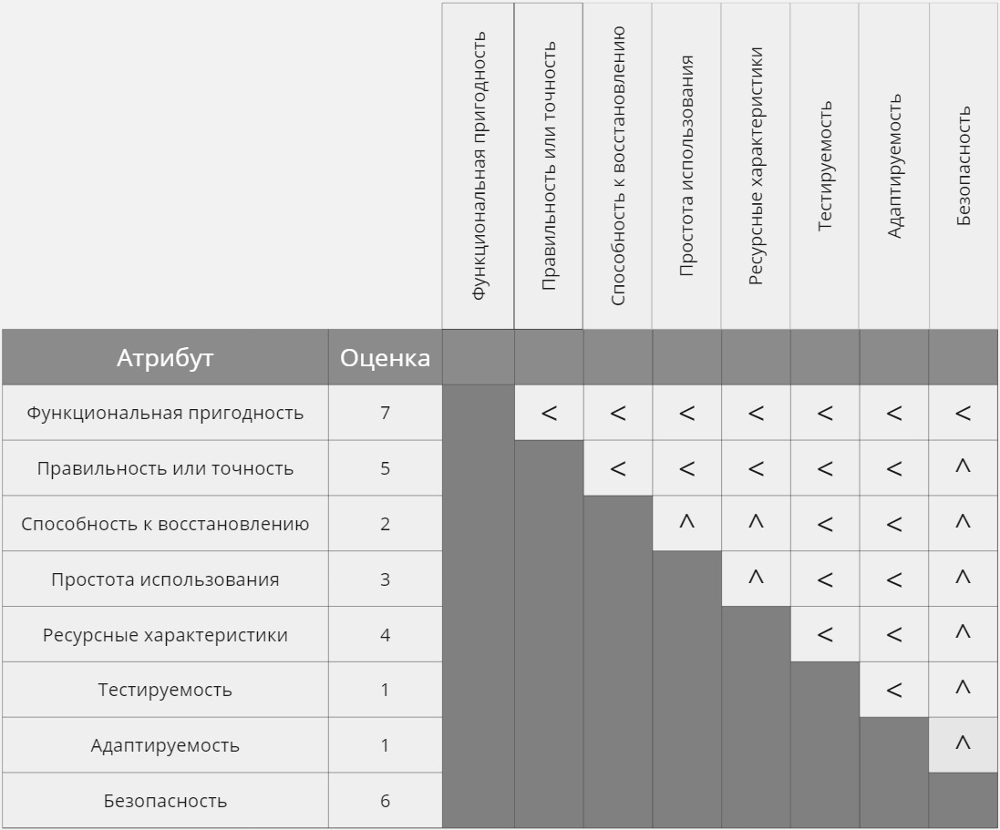 Функциональная пригодность
Правильность или точность
Способность к восстановлению
Простота использования
Ресурсные характеристики
Тестируемость
Адаптируемость
Безопасность
Атрибут Оценка
Функциональная пригодность 7 < < < < < < <
Правильность или точность 5 < < < < < ^
Способность к восстановлению 2 ^ ^ < < ^
Простота использования 3 ^ < < ^
Ресурсные характеристики 4 < < ^
Тестируемость 1 < ^
Адаптируемость 1 ^
Безопасность 6